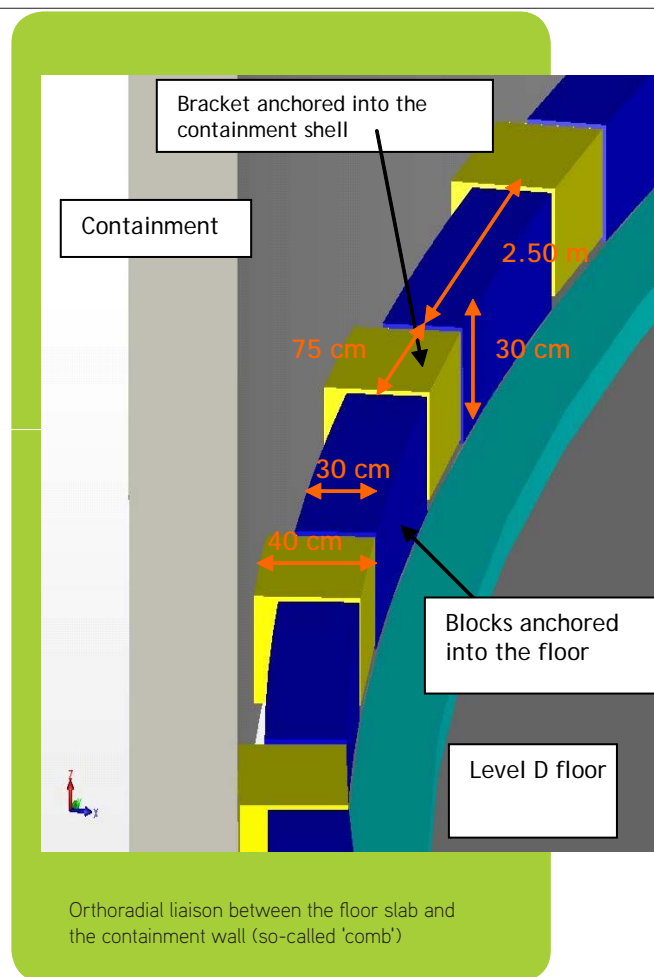 Bracket anchored into the
containment shell
Containment
2.50 m
75 cm
30 cm
30 cm
40 cm
Blocks anchored
into the floor
Level D floor
Z
X
Orthoradial liaison between the floor slab and
the containment wall (so-called 'comb')